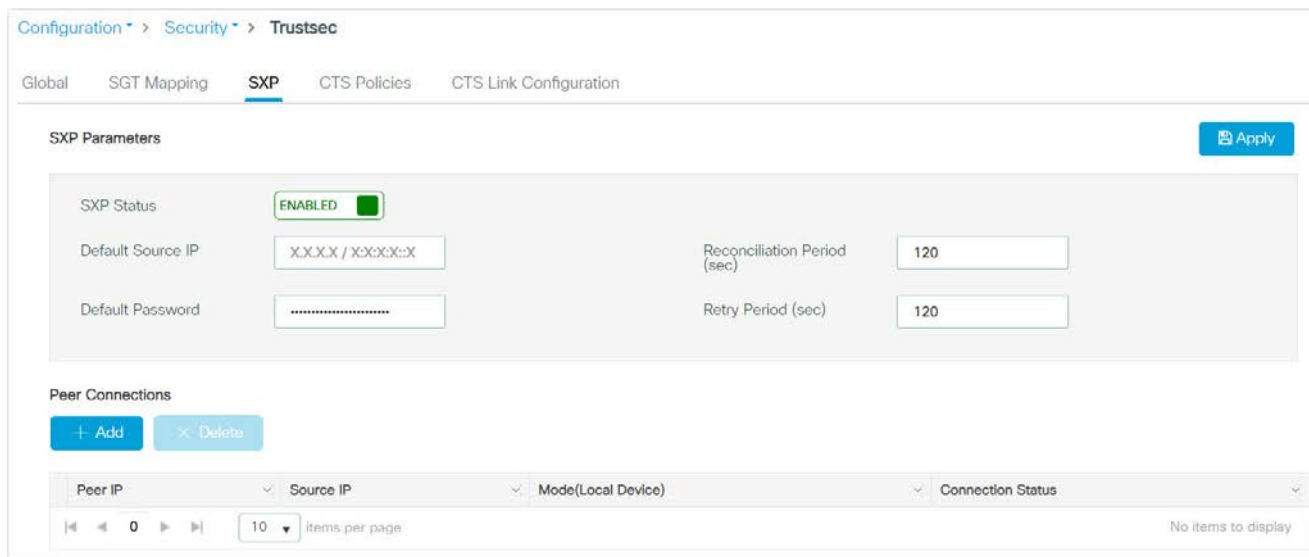 Configuration > Security > Trustsec
Global SGT Mapping SXP CTS Policies CTS Link Configuration
SXP Parameters
Apply
SXP Status ENABLED
Default Source IP X.X.X.X / X:X:X:X::X Reconciliation Period (sec) 120
Default Password ························ Retry Period (sec) 120
Peer Connections
+ Add × Delete
Peer IP Source IP Mode(Local Device) Connection Status
0 10 items per page No items to display